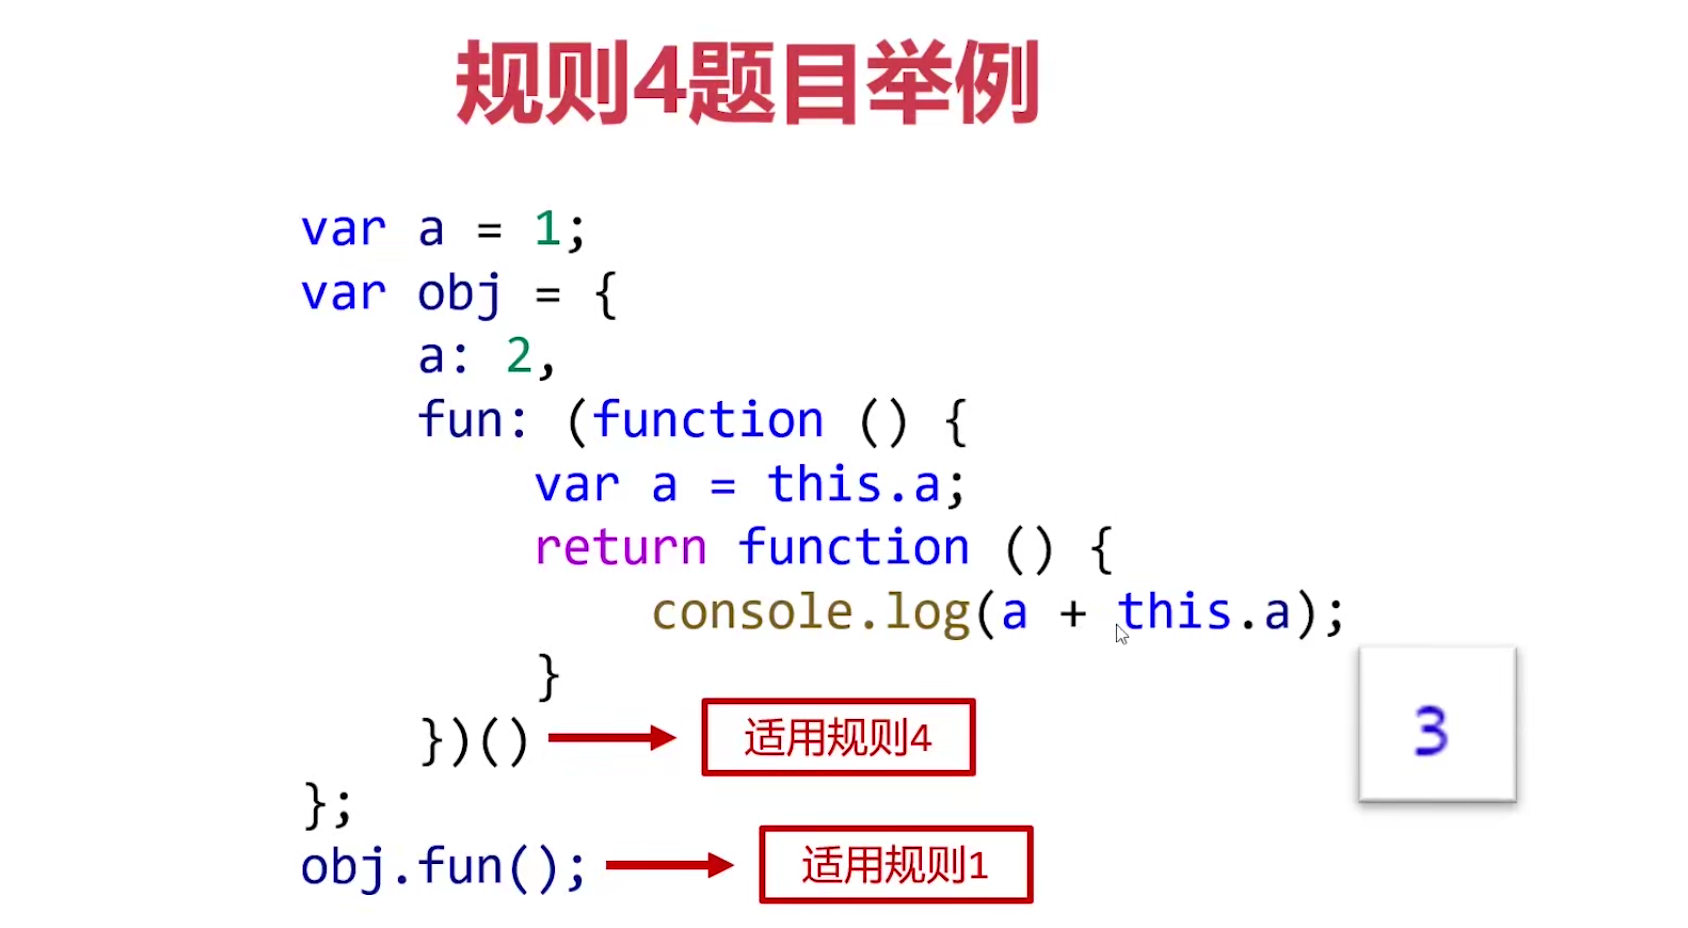 规则4题目举例
var a = 1;
var obj = {
    a: 2,
    fun: (function () {
        var a = this.a;
        return function () {
            console.log(a + this.a);
        }
    })()
适用规则4
3
};
obj.fun();
适用规则1